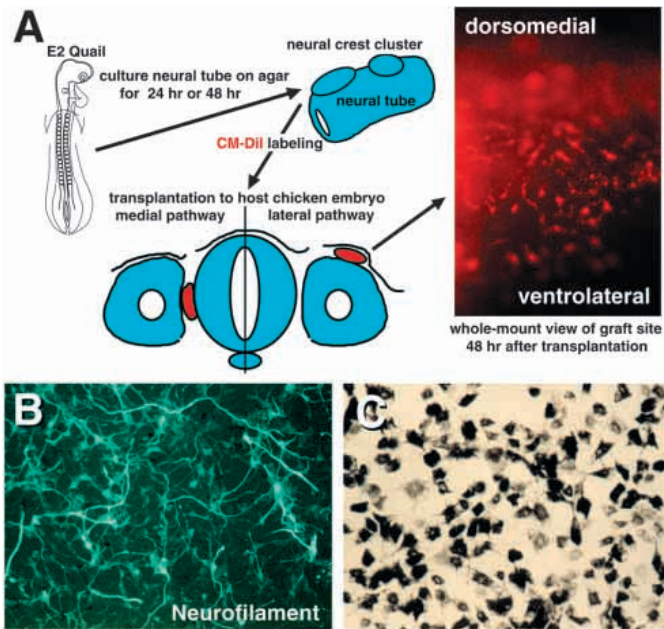 A
E2 Quail
culture neural tube on agar
for 24 hr or 48 hr
neural crest cluster
neural tube
CM-DiI labeling
transplantation to host chicken embryo
medial pathway
lateral pathway
dorsomedial
ventrolateral
whole-mount view of graft site
48 hr after transplantation
B
Neurofilament
C